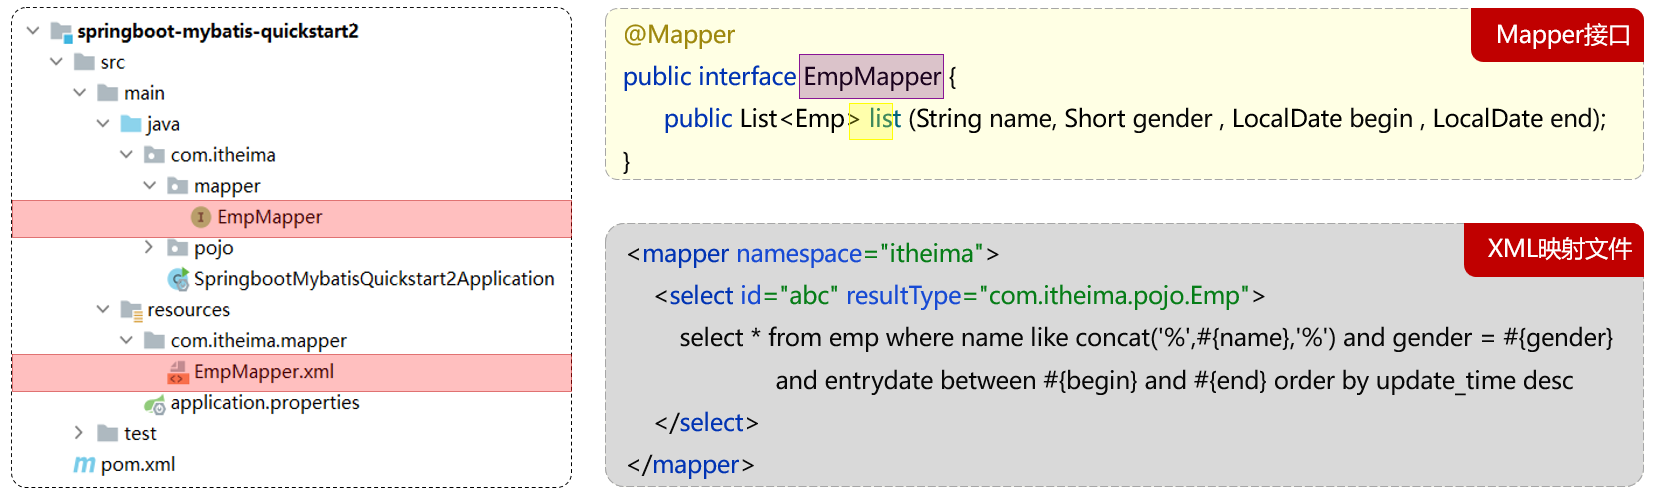 springboot-mybatis-quickstart2
src
main
java
com.itheima
mapper
I EmpMapper
pojo
C SpringbootMybatisQuickstart2Application
resources
com.itheima.mapper
<> EmpMapper.xml
application.properties
test
m pom.xml
Mapper接口
@Mapper
public interface EmpMapper {
public List<Emp> list (String name, Short gender , LocalDate begin , LocalDate end);
}
XML映射文件
<mapper namespace="itheima">
<select id="abc" resultType="com.itheima.pojo.Emp">
select * from emp where name like concat('%',#{name},'%') and gender = #{gender}
and entrydate between #{begin} and #{end} order by update_time desc
</select>
</mapper>